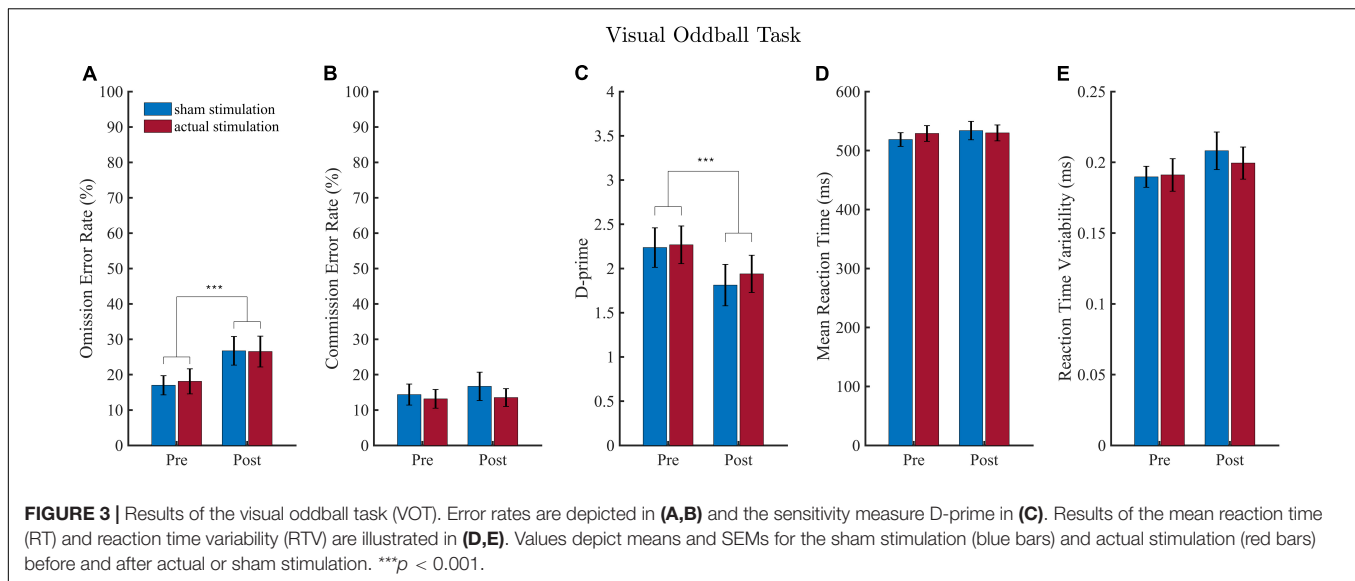 Visual Oddball Task
A
Omission Error Rate (%)
100
90
80
70
60
50
40
30
20
10
0
sham stimulation
actual stimulation
***
Pre Post
B
Commission Error Rate (%)
100
90
80
70
60
50
40
30
20
10
0
Pre Post
C
D-prime
4
3.5
3
2.5
2
1.5
1
0.5
0
***
Pre Post
D
Mean Reaction Time (ms)
600
500
400
300
200
100
0
Pre Post
E
Reaction Time Variability (ms)
0.25
0.2
0.15
0.1
0.05
0
Pre Post
FIGURE 3 | Results of the visual oddball task (VOT). Error rates are depicted in (A,B) and the sensitivity measure D-prime in (C). Results of the mean reaction time
(RT) and reaction time variability (RTV) are illustrated in (D,E). Values depict means and SEMs for the sham stimulation (blue bars) and actual stimulation (red bars)
before and after actual or sham stimulation. ***p < 0.001.